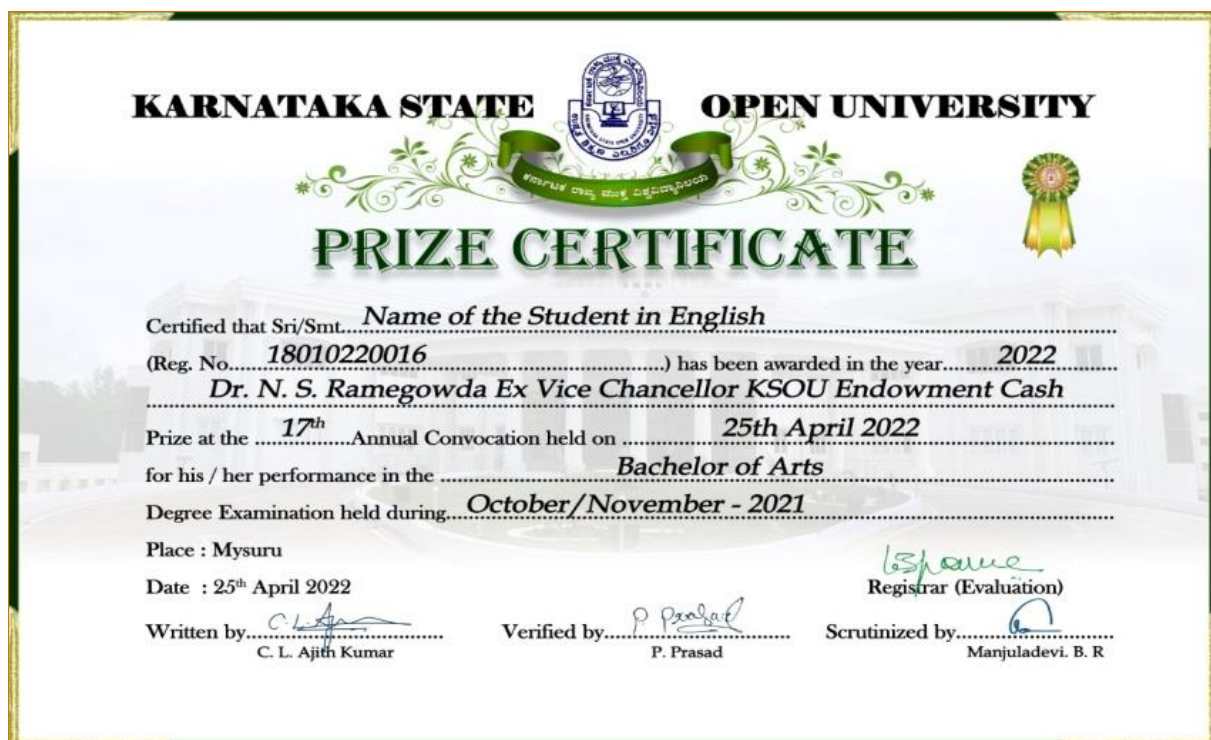 KARNATAKA STATE OPEN UNIVERSITY
ಕರ್ನಾಟಕ ರಾಜ್ಯ ಮುಕ್ತ ವಿಶ್ವವಿದ್ಯಾನಿಲಯ
PRIZE CERTIFICATE
Certified that Sri/Smt...Name of the Student in English
(Reg. No...18010220016...) has been awarded in the year...2022
Dr. N. S. Ramegowda Ex Vice Chancellor KSOU Endowment Cash
Prize at the ...17th...Annual Convocation held on ...25th April 2022
for his / her performance in the ...Bachelor of Arts
Degree Examination held during...October/November - 2021
Place : Mysuru
Date : 25th April 2022
Registrar (Evaluation)
Written by... Verified by... Scrutinized by...
C. L. Ajith Kumar P. Prasad Manjuladevi. B. R